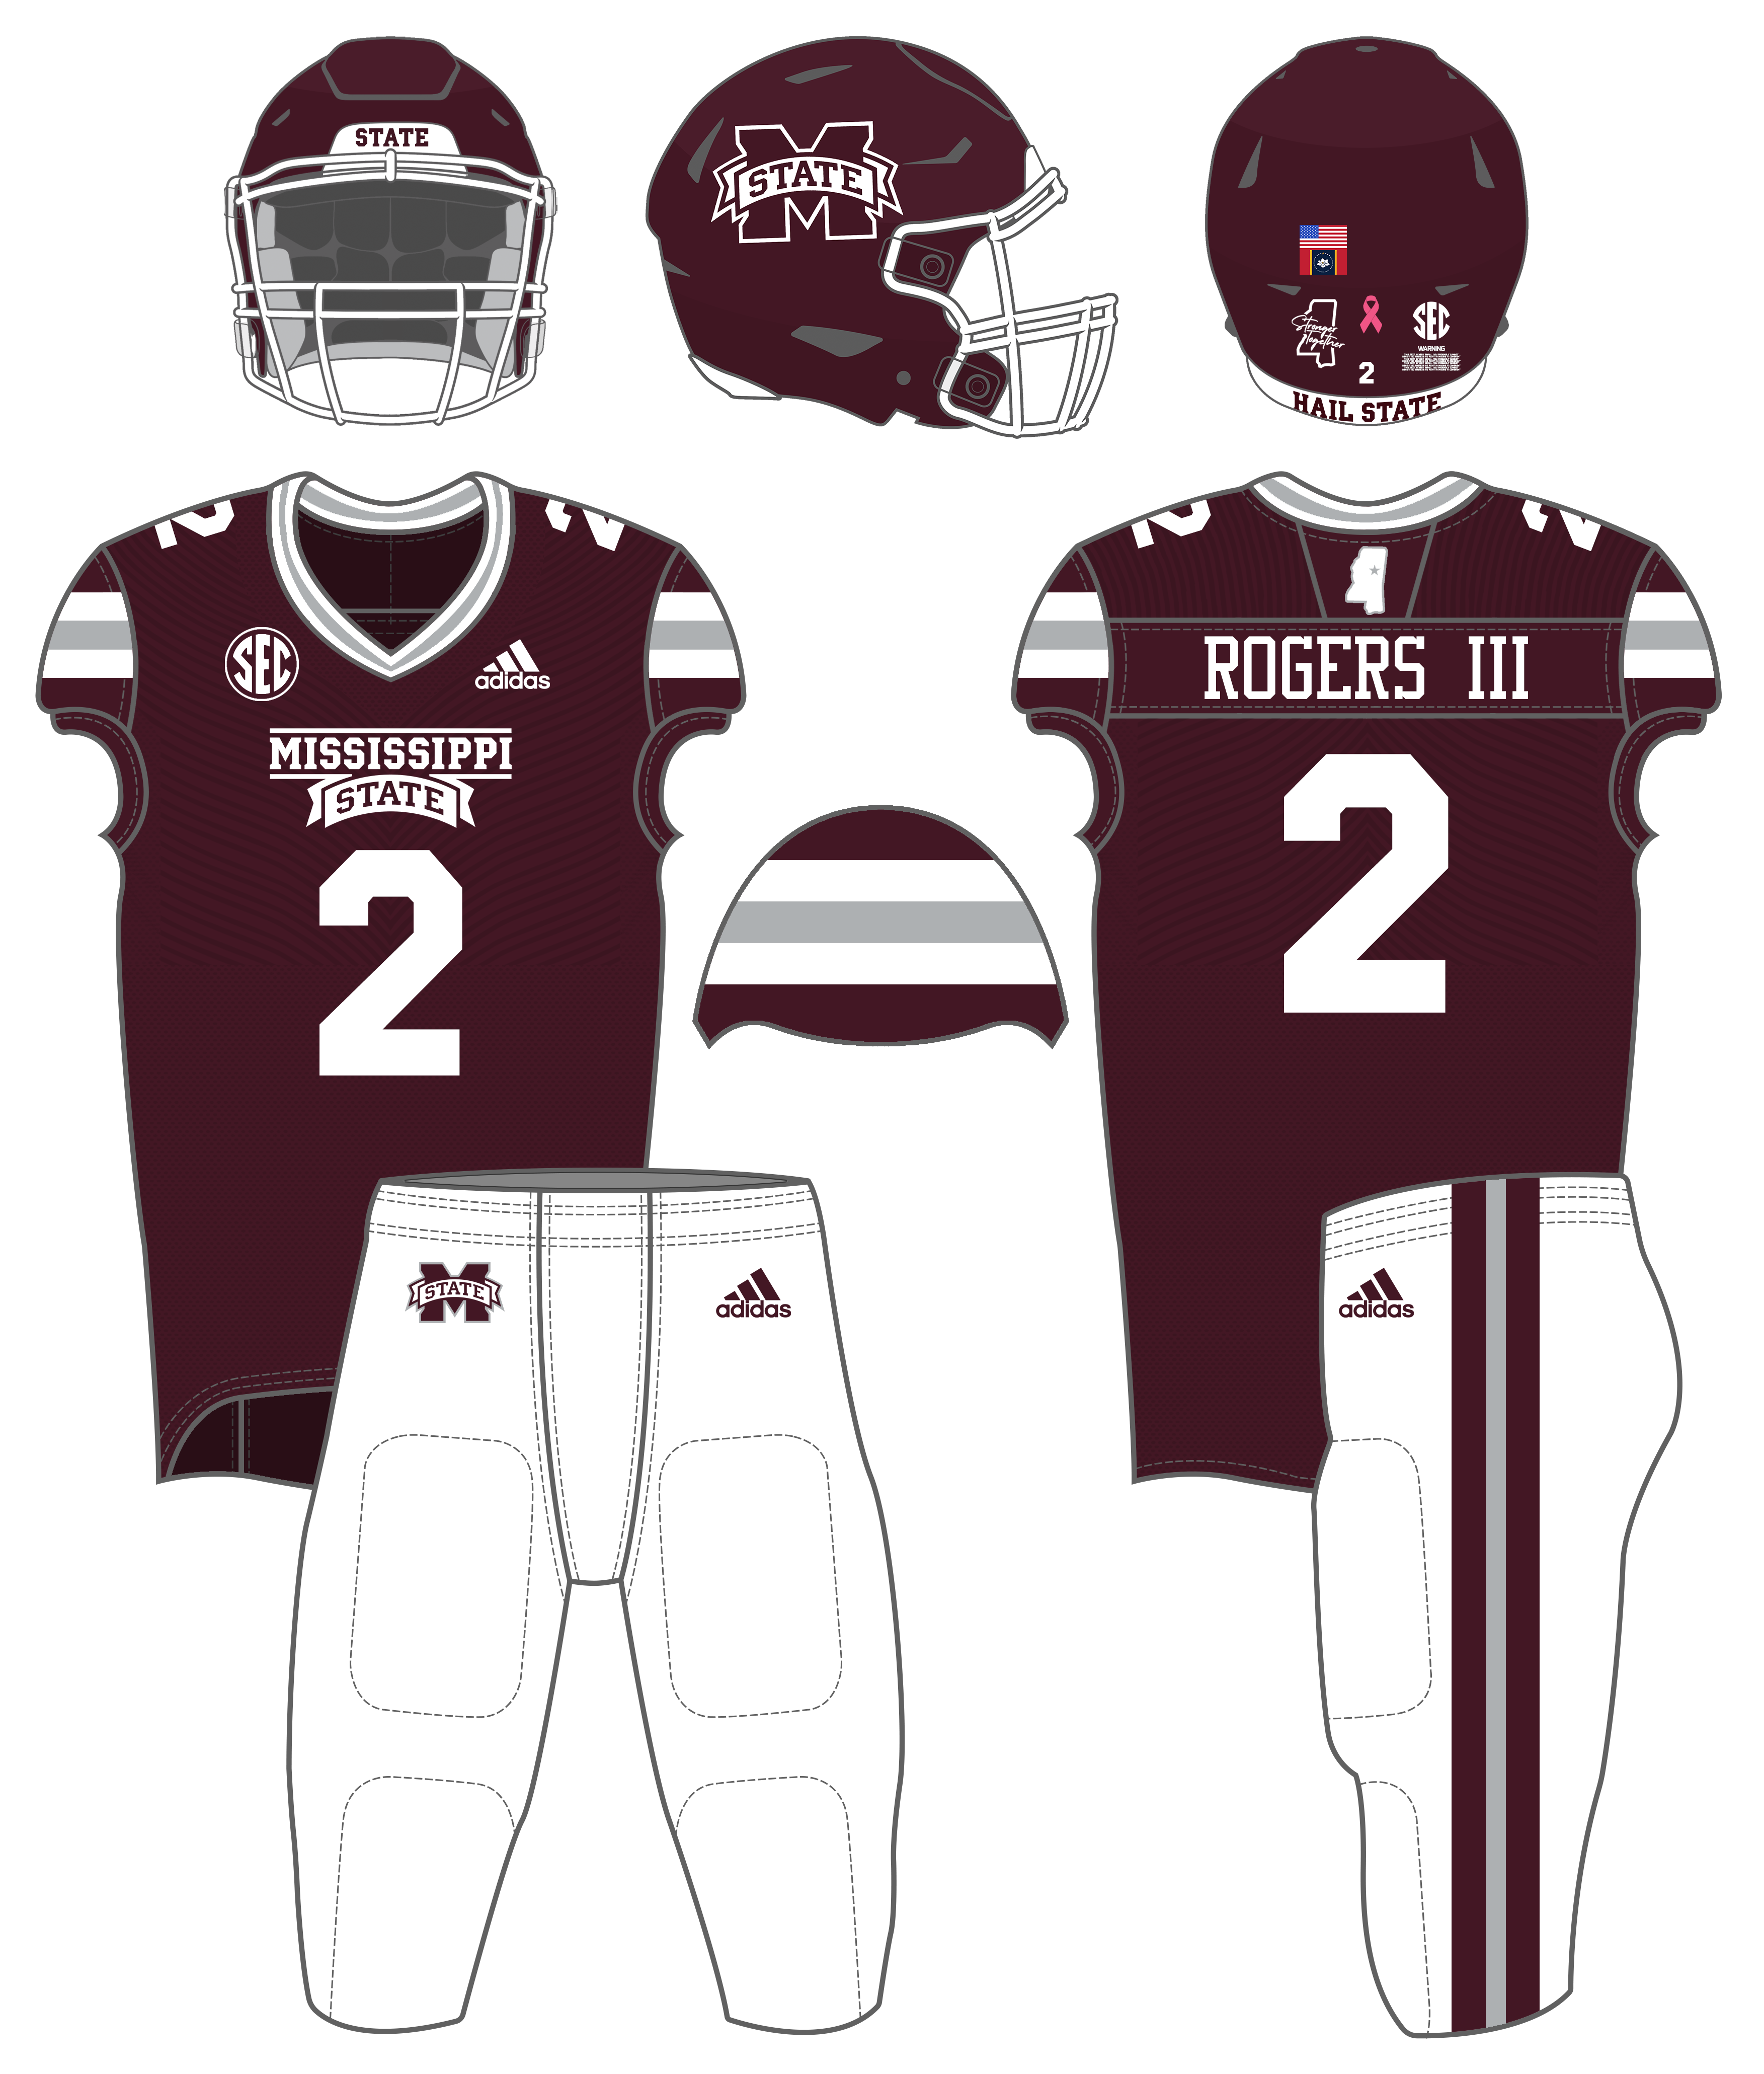 STATE
STATE
Stronger
Together
SEC
WARNING
2
HAIL STATE
2
2
SEC
adidas
MISSISSIPPI
STATE
2
2
2
ROGERS III
2
STATE
adidas
adidas